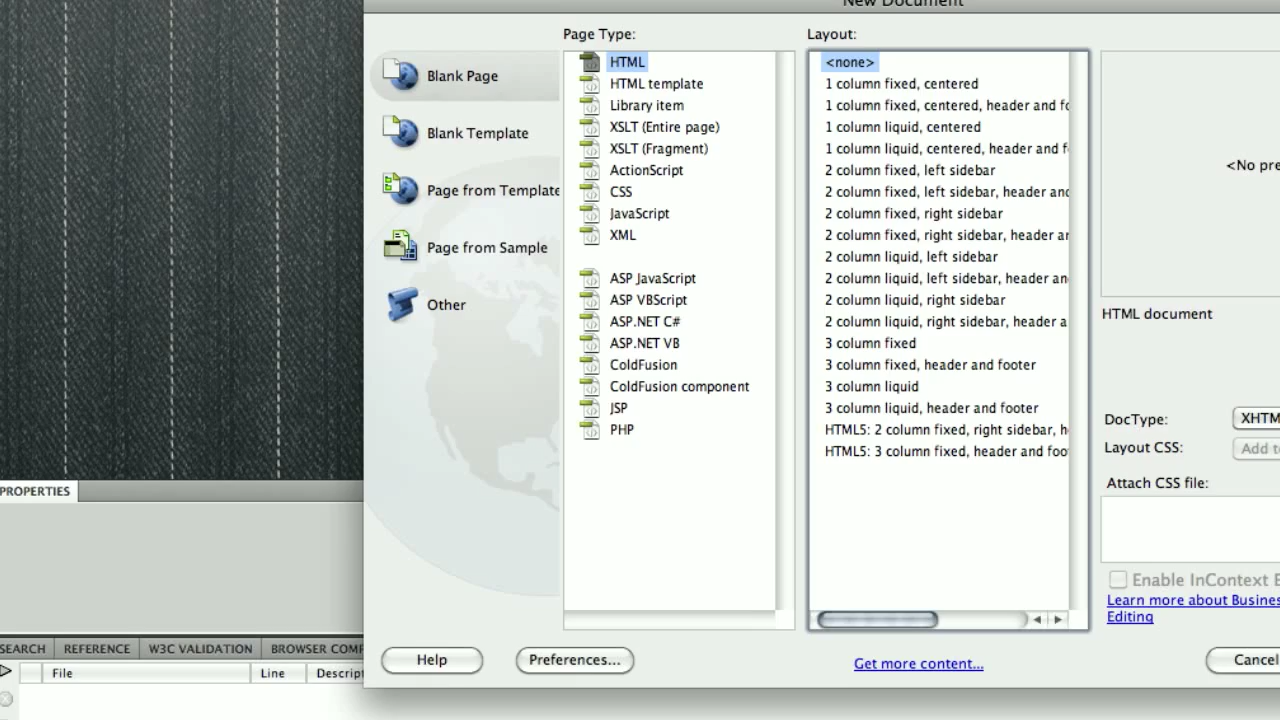 New Document
Page Type:
Layout:
Blank Page
Blank Template
Page from Template
Page from Sample
Other
HTML
HTML template
Library item
XSLT (Entire page)
XSLT (Fragment)
ActionScript
CSS
JavaScript
XML
ASP JavaScript
ASP VBScript
ASP.NET C#
ASP.NET VB
ColdFusion
ColdFusion component
JSP
PHP
<none>
1 column fixed, centered
1 column fixed, centered, header and fo
1 column liquid, centered
1 column liquid, centered, header and f
2 column fixed, left sidebar
2 column fixed, left sidebar, header and
2 column fixed, right sidebar
2 column fixed, right sidebar, header ar
2 column liquid, left sidebar
2 column liquid, left sidebar, header an
2 column liquid, right sidebar
2 column liquid, right sidebar, header a
3 column fixed
3 column fixed, header and footer
3 column liquid
3 column liquid, header and footer
HTML5: 2 column fixed, right sidebar, h
HTML5: 3 column fixed, header and foo
<No pre
HTML document
DocType: XHTM
Layout CSS: Add to
Attach CSS file:
Enable InContext E
Learn more about Busines
Editing
Help
Preferences...
Get more content...
Cancel
PROPERTIES
SEARCH REFERENCE W3C VALIDATION BROWSER COMP
File Line Descript